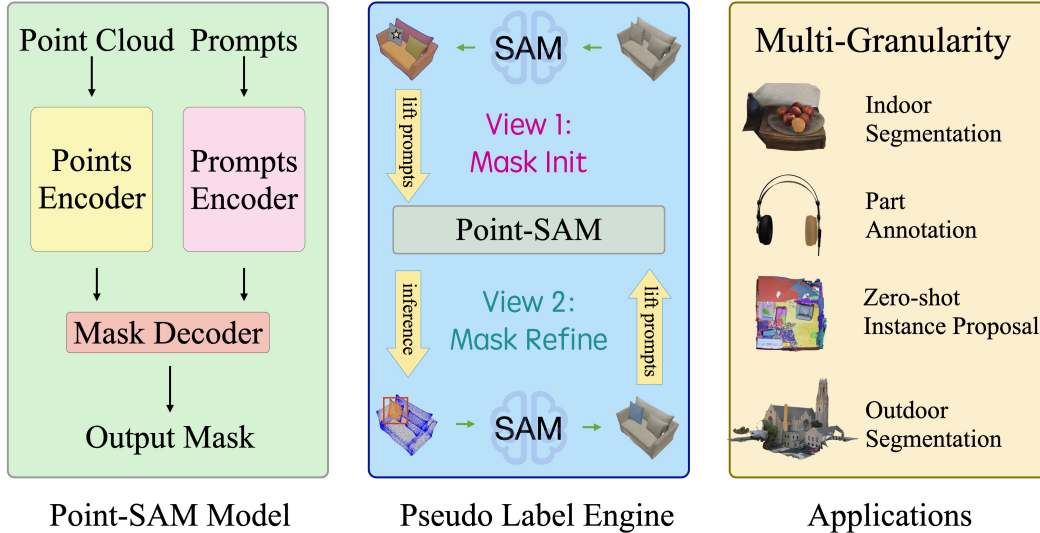 Point Cloud
Prompts
Points
Encoder
Prompts
Encoder
Mask Decoder
Output Mask
Point-SAM Model
SAM
lift prompts
View 1:
Mask Init
Point-SAM
inference
View 2:
Mask Refine
lift prompts
SAM
Pseudo Label Engine
Multi-Granularity
Indoor
Segmentation
Part
Annotation
Zero-shot
Instance Proposal
Outdoor
Segmentation
Applications